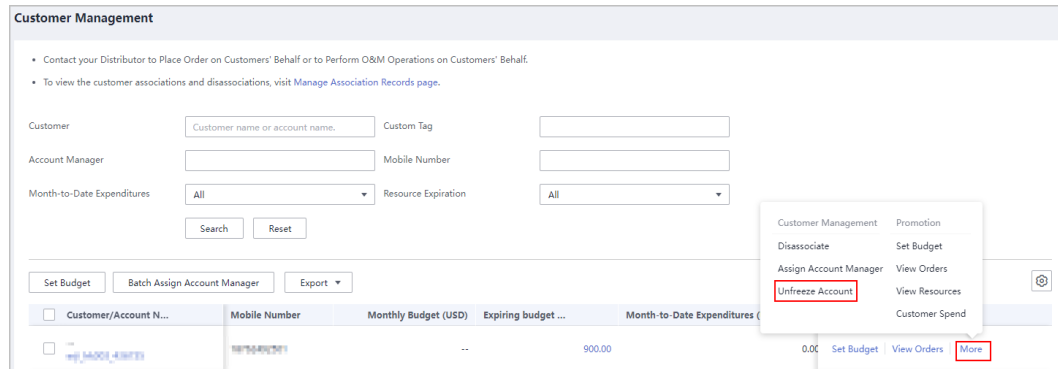 Customer Management
Contact your Distributor to Place Order on Customers' Behalf or to Perform O&M Operations on Customers' Behalf.
To view the customer associations and disassociations, visit Manage Association Records page.
Customer Customer name or account name. Custom Tag
Account Manager Mobile Number
Month-to-Date Expenditures All Resource Expiration All
Search Reset
Customer Management Promotion
Disassociate Set Budget
Assign Account Manager View Orders
Unfreeze Account View Resources
Customer Spend
Set Budget Batch Assign Account Manager Export
Customer/Account N... Mobile Number Monthly Budget (USD) Expiring budget ... Month-to-Date Expenditures (
-- -- 900.00 0.00 Set Budget View Orders More